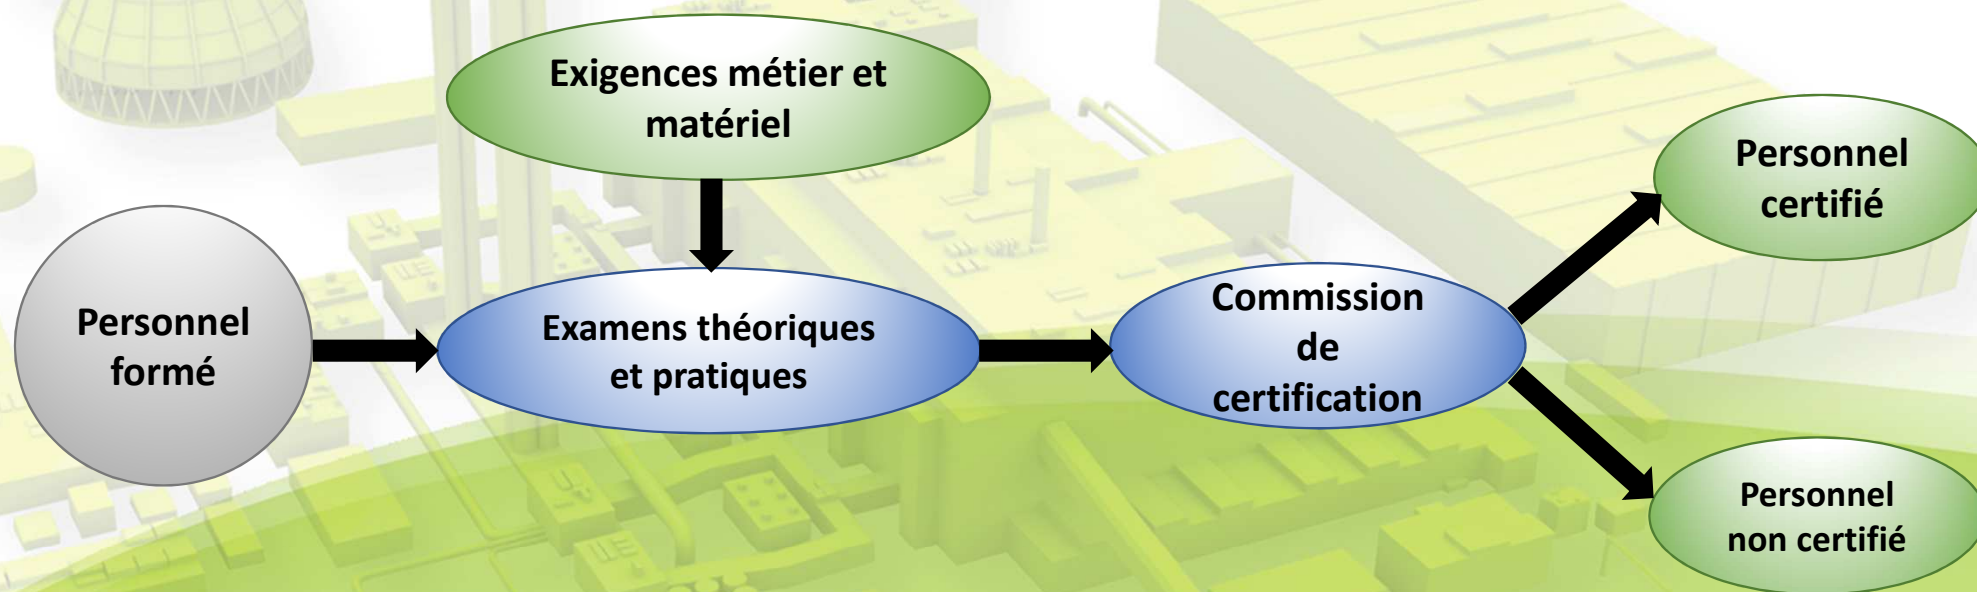 Exigences métier et
matériel
Personnel
certifié
Personnel
formé
Examens théoriques
et pratiques
Commission
de
certification
Personnel
non certifié